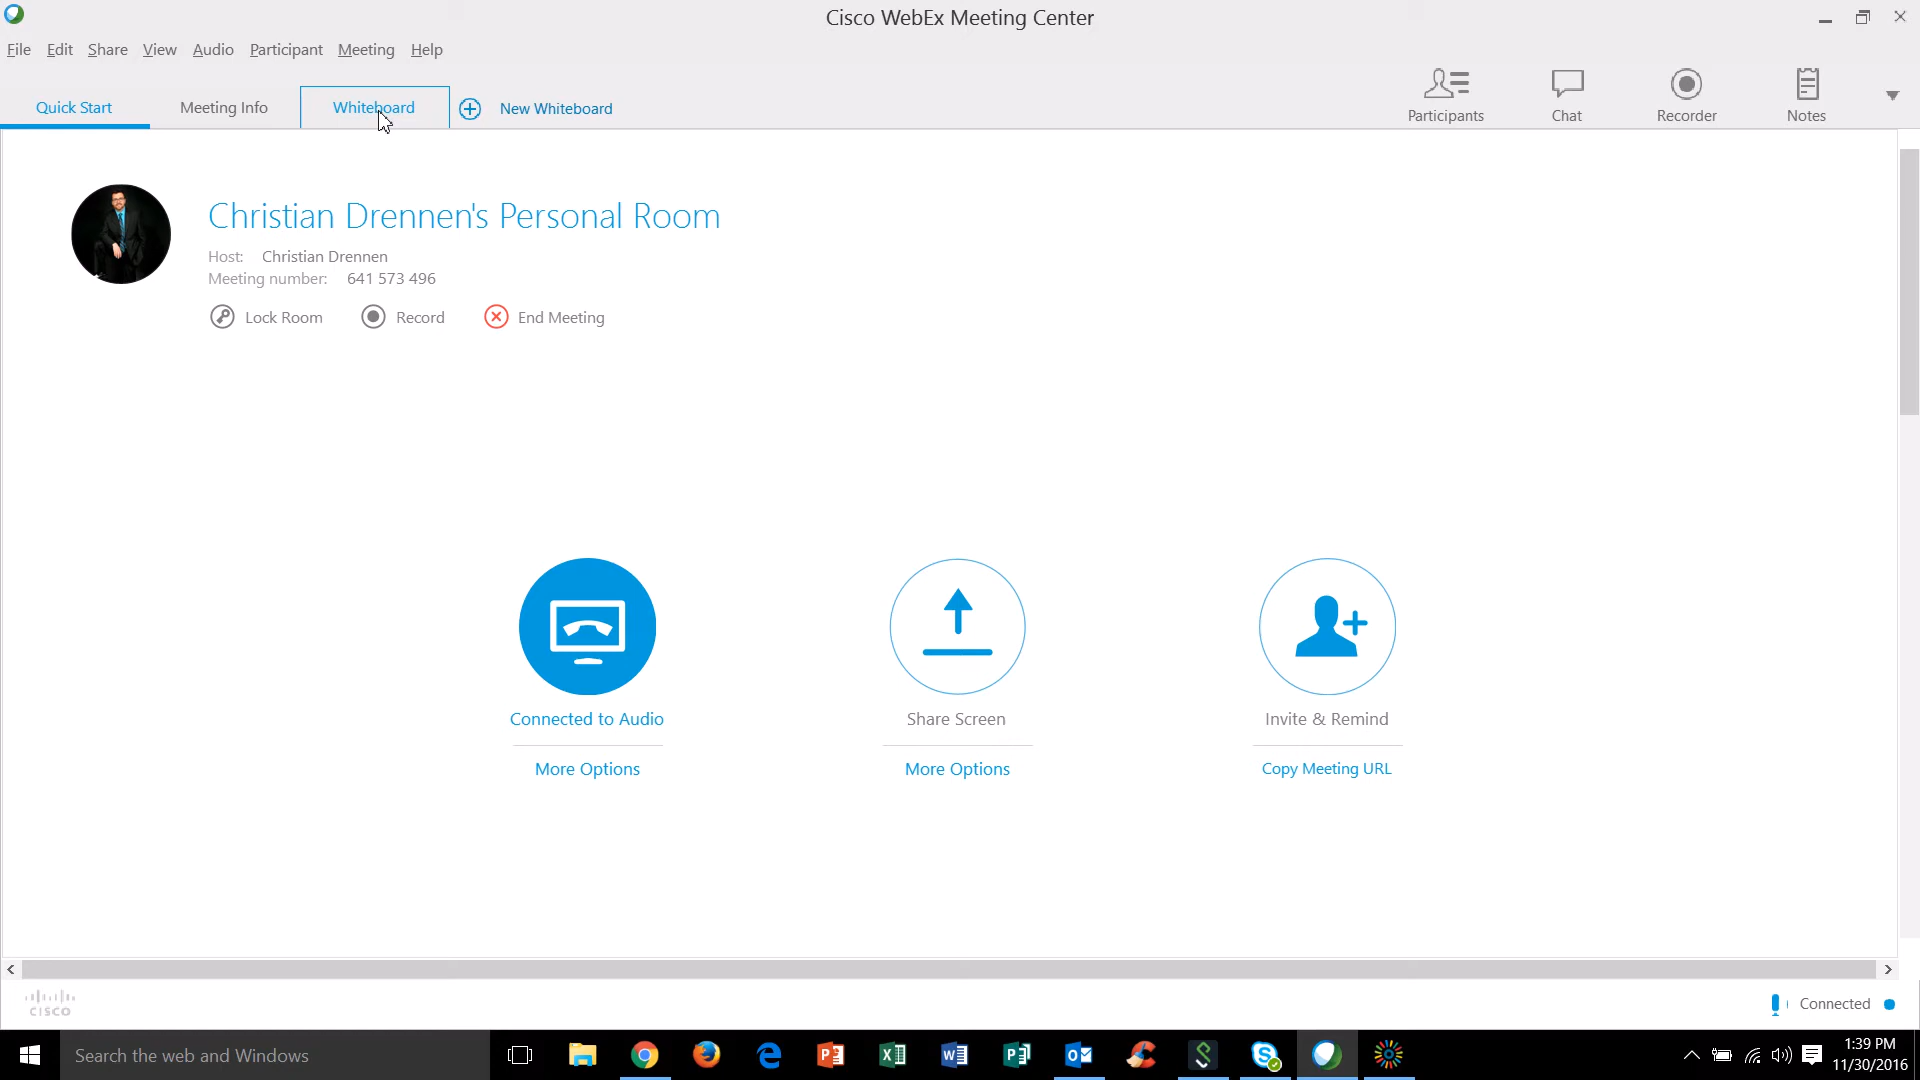 Cisco WebEx Meeting Center
File Edit Share View Audio Participant Meeting Help
Quick Start Meeting Info Whiteboard New Whiteboard
Participants Chat Recorder Notes
Christian Drennen's Personal Room
Host: Christian Drennen
Meeting number: 641 573 496
Lock Room Record End Meeting
Connected to Audio Share Screen Invite & Remind
More Options More Options Copy Meeting URL
CISCO
Connected
Search the web and Windows
1:39 PM
11/30/2016